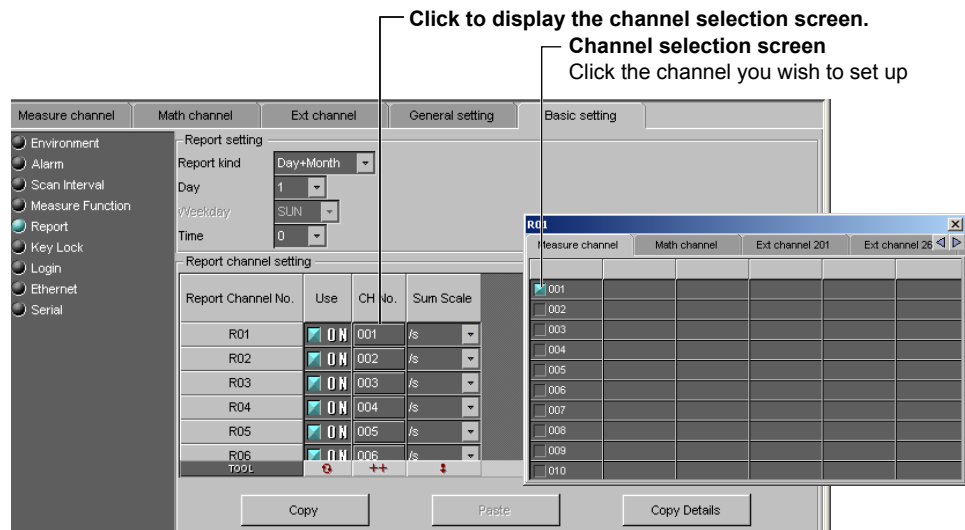 Click to display the channel selection screen.
Channel selection screen
Click the channel you wish to set up
Measure channel Math channel Ext channel General setting Basic setting
Environment
Alarm
Scan Interval
Measure Function
Report
Key Lock
Login
Ethernet
Serial
Report setting
Report kind Day+Month
Day 1
Weekday SUN
Time 0
Report channel setting
Report Channel No. Use CH No. Sum Scale
R01 ON 001 /s
R02 ON 002 /s
R03 ON 003 /s
R04 ON 004 /s
R05 ON 005 /s
R06 ON 006 /s
TOOL
Copy Paste Copy Details
R01
Measure channel Math channel Ext channel 201 Ext channel 26
001
002
003
004
005
006
007
008
009
010